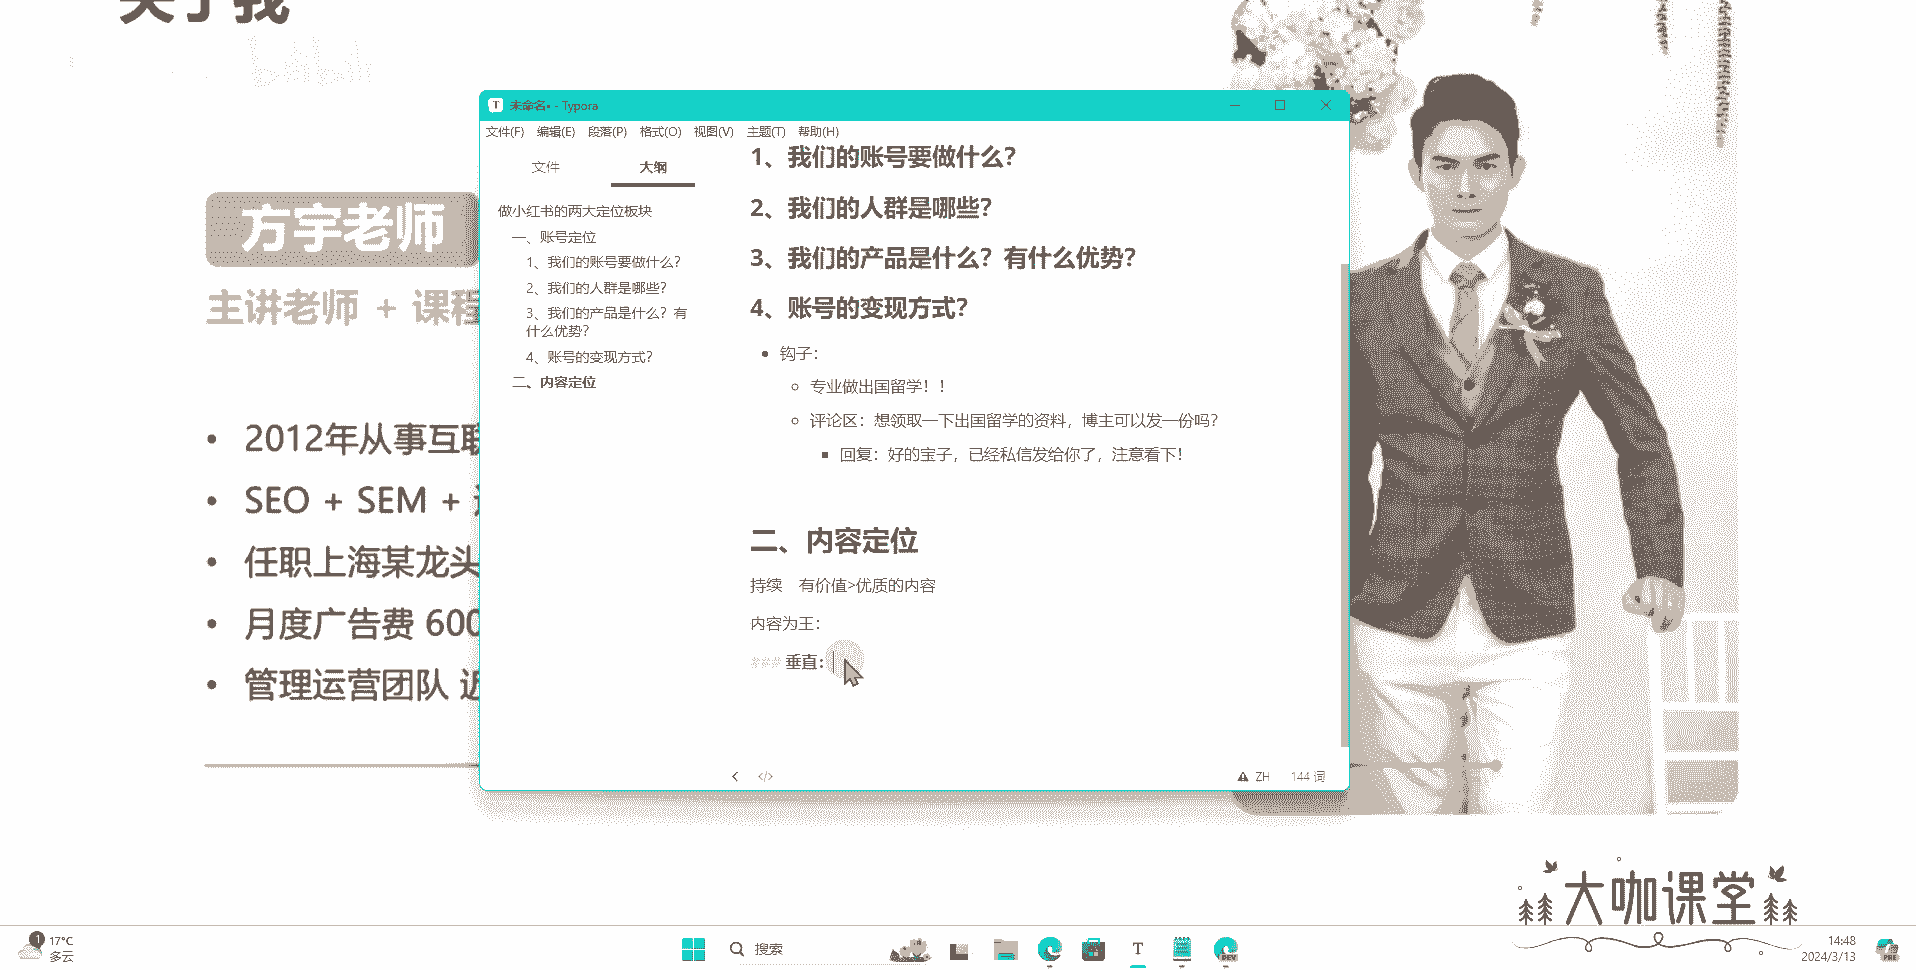 关于我
bilibili
方宇老师
主讲老师 + 课程
2012年从事互联
SEO + SEM +
任职上海某龙头
月度广告费 600
管理运营团队 近
未命名• - Typora
文件(F) 编辑(E) 段落(P) 格式(O) 视图(V) 主题(T) 帮助(H)
文件 大纲
做小红书的两大定位板块
一、账号定位
1、我们的账号要做什么？
2、我们的人群是哪些？
3、我们的产品是什么？有
什么优势？
4、账号的变现方式？
二、内容定位
1、我们的账号要做什么？
2、我们的人群是哪些？
3、我们的产品是什么？有什么优势？
4、账号的变现方式？
钩子：
专业做出国留学！！
评论区：想领取一下出国留学的资料，博主可以发一份吗？
回复：好的宝子，已经私信发给你了，注意看下！
二、内容定位
持续 有价值>优质的内容
内容为王：
### 垂直：
</> ZH 144 词
大咖课堂
1 17°C
多云
搜索
T
DEV
14:48
2024/3/13
PRE